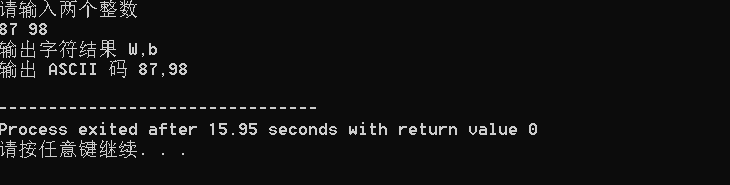 请输入两个整数
87 98
输出字符结果 W,b
输出 ASCII 码 87,98
--------------------------------
Process exited after 15.95 seconds with return value 0
请按任意键继续. . .